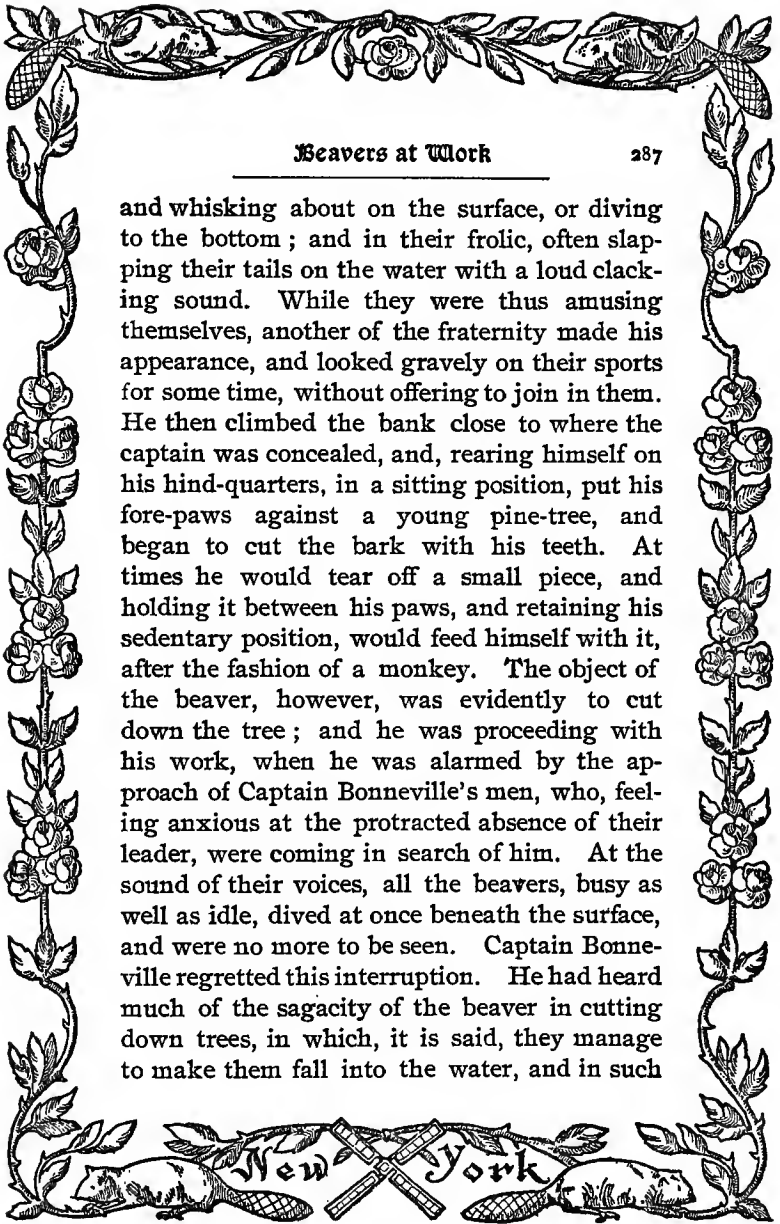 Beavers at Work 287
and whisking about on the surface, or diving
to the bottom ; and in their frolic, often slap-
ping their tails on the water with a loud clack-
ing sound. While they were thus amusing
themselves, another of the fraternity made his
appearance, and looked gravely on their sports
for some time, without offering to join in them.
He then climbed the bank close to where the
captain was concealed, and, rearing himself on
his hind-quarters, in a sitting position, put his
fore-paws against a young pine-tree, and
began to cut the bark with his teeth. At
times he would tear off a small piece, and
holding it between his paws, and retaining his
sedentary position, would feed himself with it,
after the fashion of a monkey. The object of
the beaver, however, was evidently to cut
down the tree ; and he was proceeding with
his work, when he was alarmed by the ap-
proach of Captain Bonneville's men, who, feel-
ing anxious at the protracted absence of their
leader, were coming in search of him. At the
sound of their voices, all the beavers, busy as
well as idle, dived at once beneath the surface,
and were no more to be seen. Captain Bonne-
ville regretted this interruption. He had heard
much of the sagacity of the beaver in cutting
down trees, in which, it is said, they manage
to make them fall into the water, and in such
New York